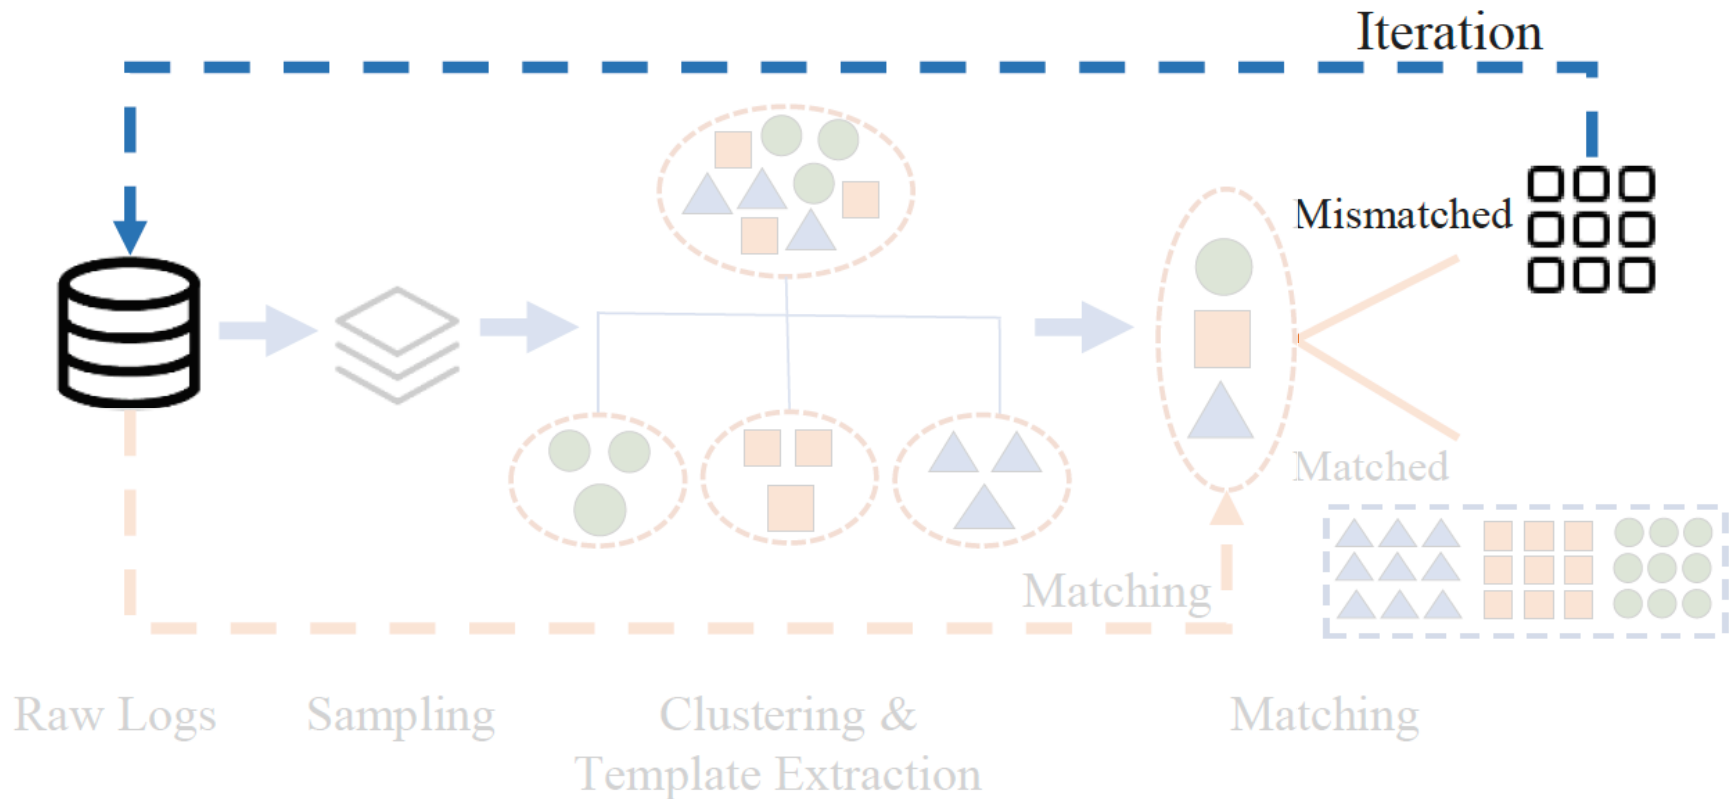 Iteration
Mismatched
Matched
Matching
Raw Logs
Sampling
Clustering &
Template Extraction
Matching